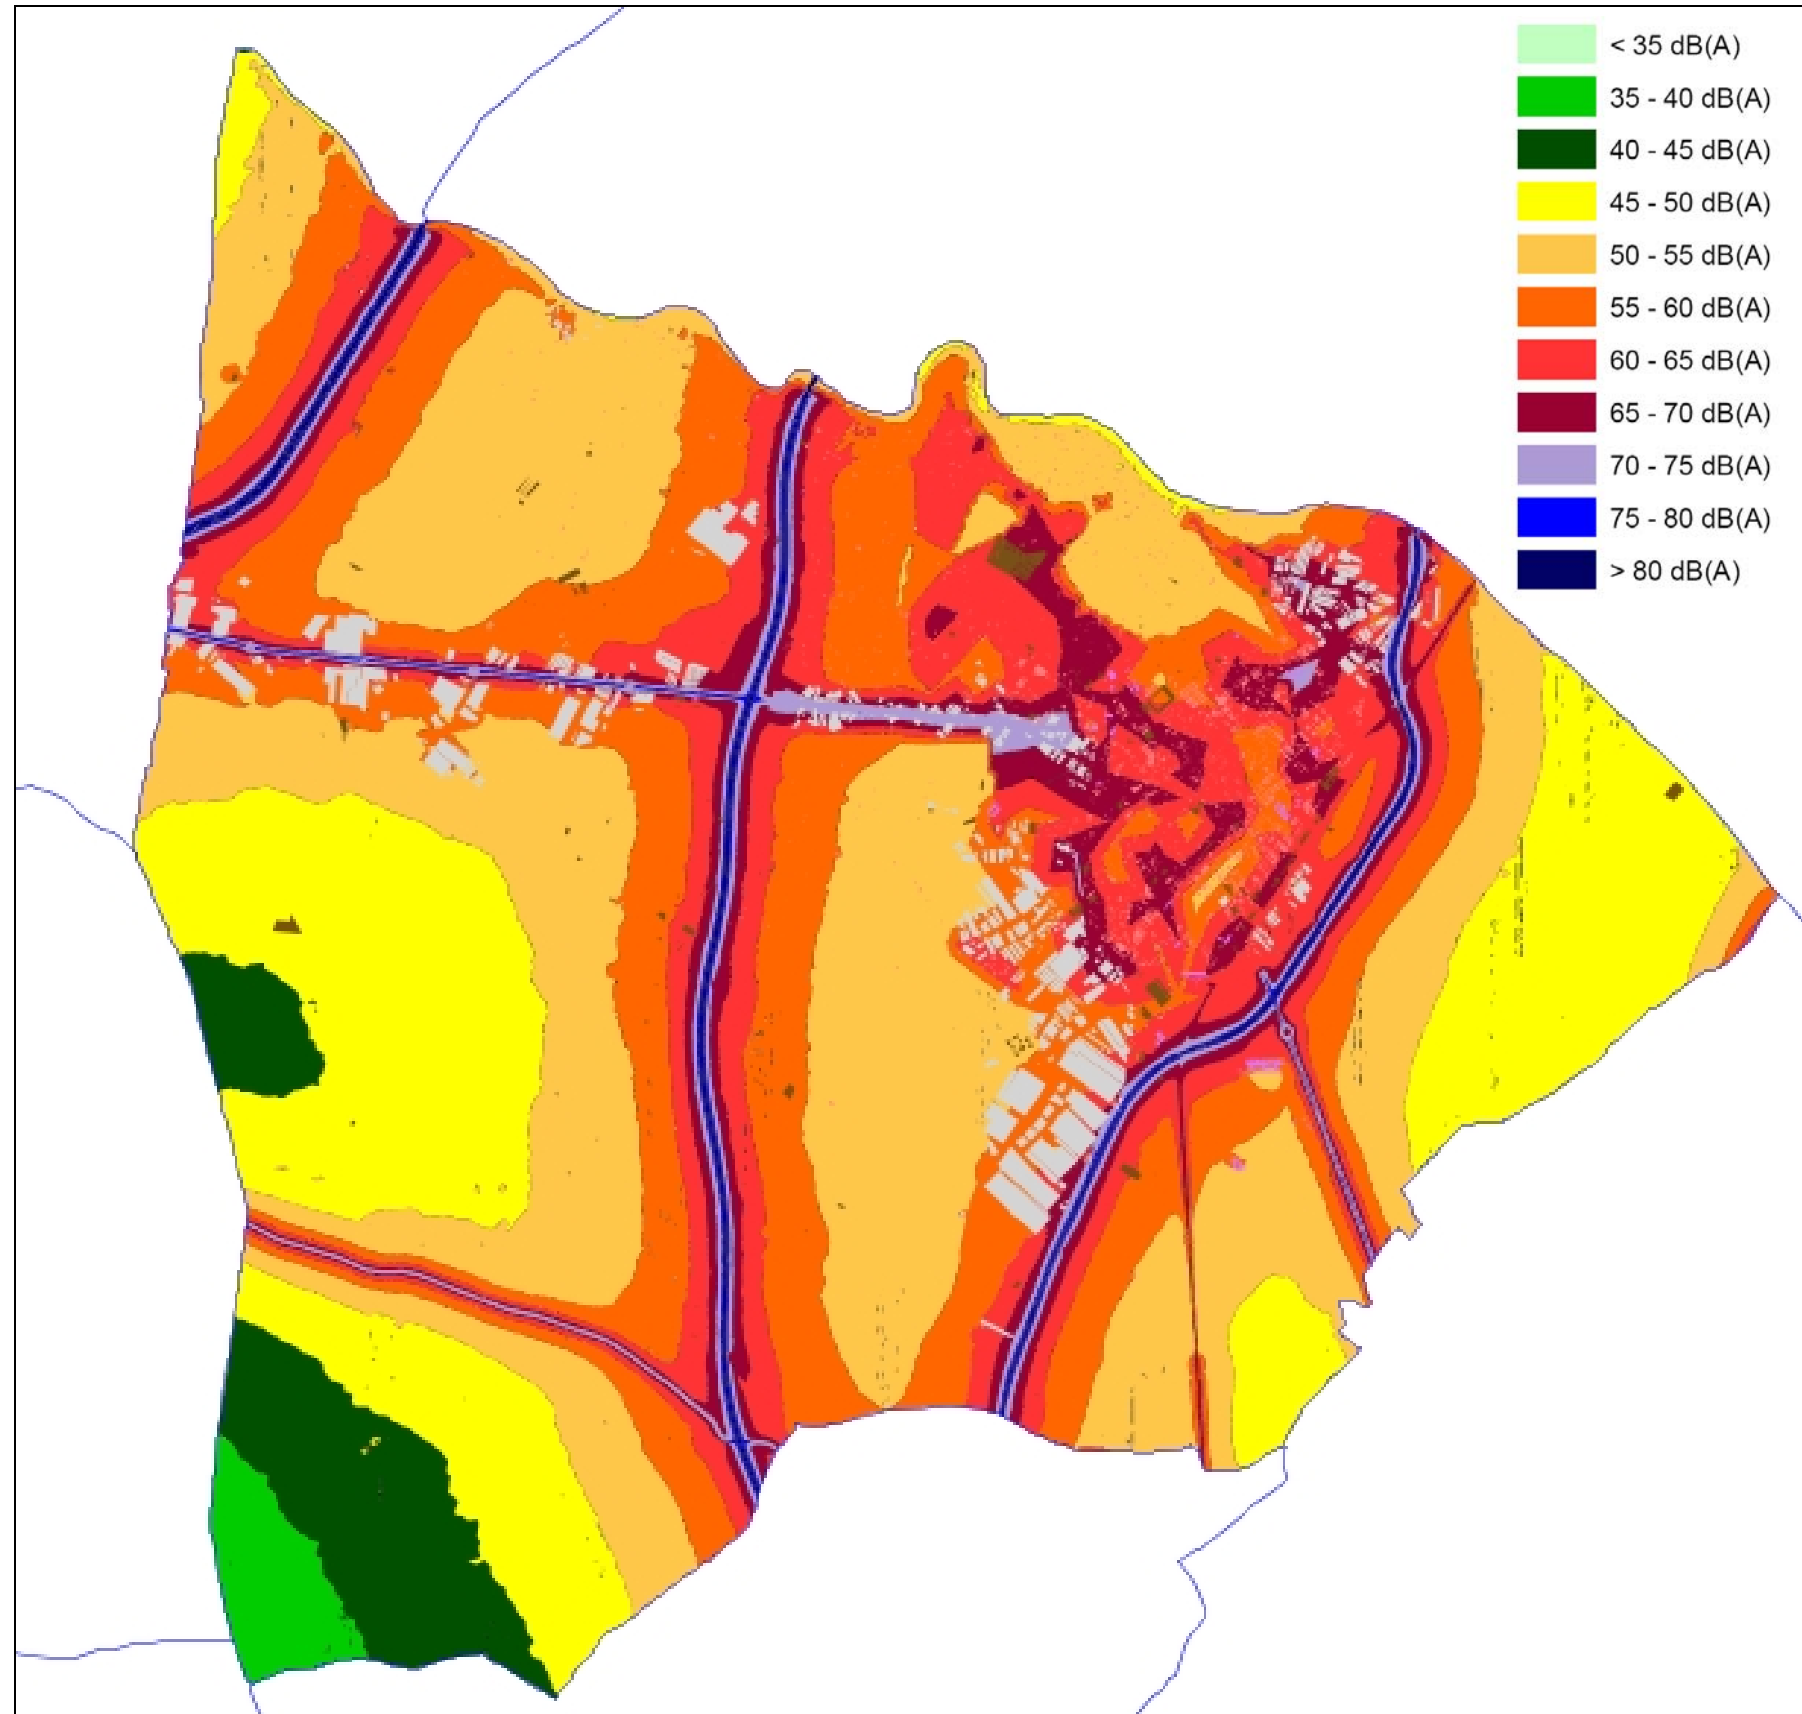 < 35 dB(A)
35 - 40 dB(A)
40 - 45 dB(A)
45 - 50 dB(A)
50 - 55 dB(A)
55 - 60 dB(A)
60 - 65 dB(A)
65 - 70 dB(A)
70 - 75 dB(A)
75 - 80 dB(A)
> 80 dB(A)